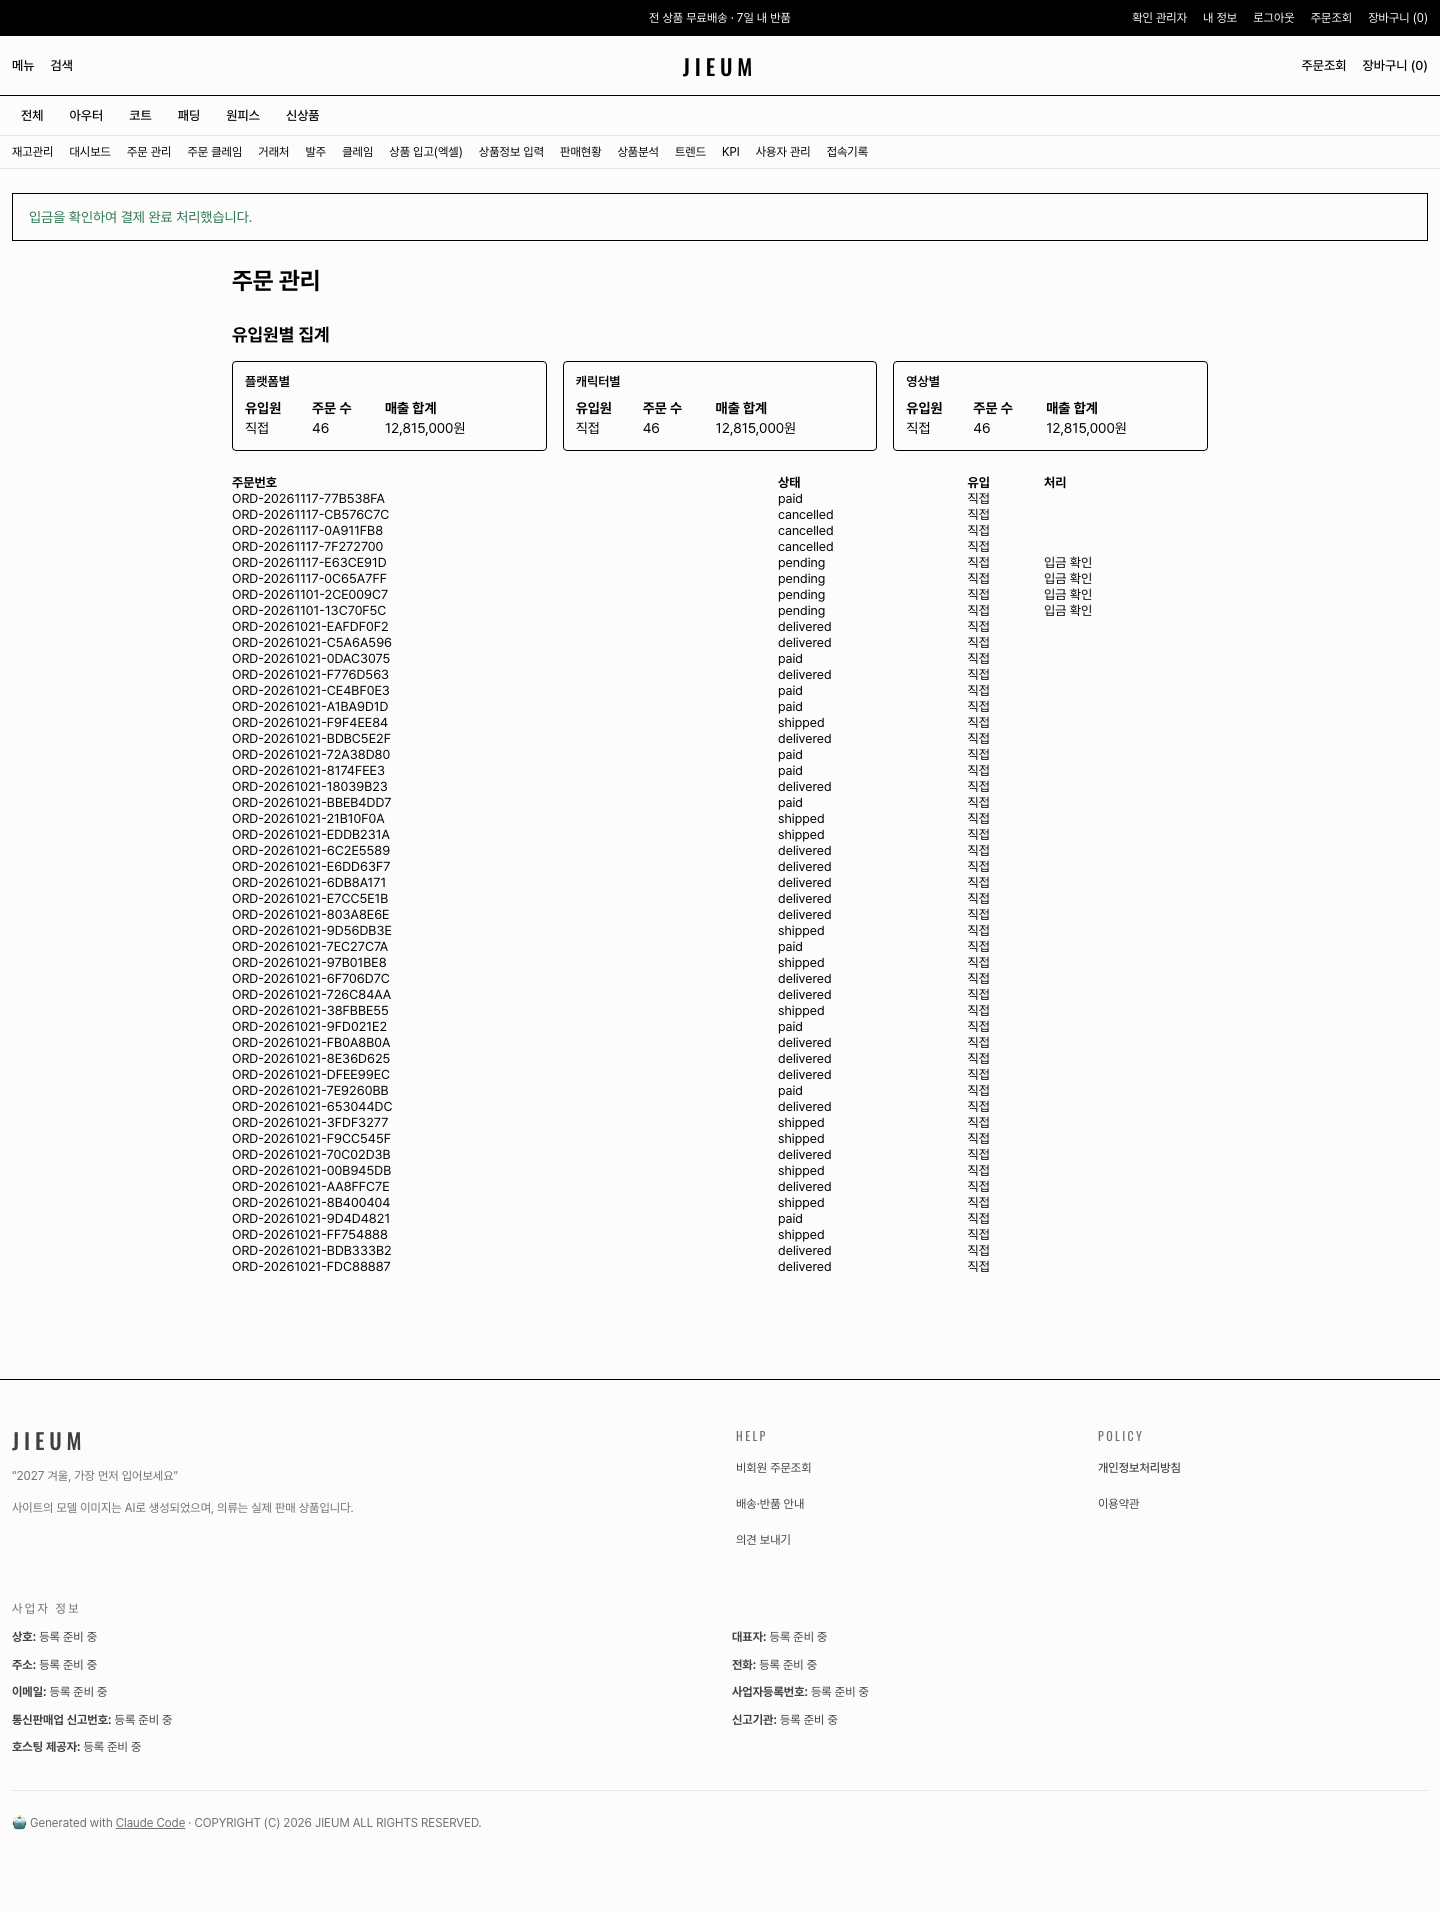 전 상품 무료배송 · 7일 내 반품
확인 관리자 내 정보 로그아웃 주문조회 장바구니 (0)
메뉴 검색 JIEUM 주문조회 장바구니 (0)
전체 아우터 코트 패딩 원피스 신상품
재고관리 대시보드 주문 관리 주문 클레임 거래처 발주 클레임 상품 입고(엑셀) 상품정보 입력 판매현황 상품분석 트렌드 KPI 사용자 관리 접속기록
입금을 확인하여 결제 완료 처리했습니다.
주문 관리
유입원별 집계
플랫폼별
유입원 주문 수 매출 합계
직접 46 12,815,000원
캐릭터별
유입원 주문 수 매출 합계
직접 46 12,815,000원
영상별
유입원 주문 수 매출 합계
직접 46 12,815,000원
주문번호 상태 유입 처리
ORD-20261117-77B538FA paid 직접
ORD-20261117-CB576C7C cancelled 직접
ORD-20261117-0A911FB8 cancelled 직접
ORD-20261117-7F272700 cancelled 직접
ORD-20261117-E63CE91D pending 직접 입금 확인
ORD-20261117-0C65A7FF pending 직접 입금 확인
ORD-20261101-2CE009C7 pending 직접 입금 확인
ORD-20261101-13C70F5C pending 직접 입금 확인
ORD-20261021-EAFDF0F2 delivered 직접
ORD-20261021-C5A6A596 delivered 직접
ORD-20261021-0DAC3075 paid 직접
ORD-20261021-F776D563 delivered 직접
ORD-20261021-CE4BF0E3 paid 직접
ORD-20261021-A1BA9D1D paid 직접
ORD-20261021-F9F4EE84 shipped 직접
ORD-20261021-BDBC5E2F delivered 직접
ORD-20261021-72A38D80 paid 직접
ORD-20261021-8174FEE3 paid 직접
ORD-20261021-18039B23 delivered 직접
ORD-20261021-BBEB4DD7 paid 직접
ORD-20261021-21B10F0A shipped 직접
ORD-20261021-EDDB231A shipped 직접
ORD-20261021-6C2E5589 delivered 직접
ORD-20261021-E6DD63F7 delivered 직접
ORD-20261021-6DB8A171 delivered 직접
ORD-20261021-E7CC5E1B delivered 직접
ORD-20261021-803A8E6E delivered 직접
ORD-20261021-9D56DB3E shipped 직접
ORD-20261021-7EC27C7A paid 직접
ORD-20261021-97B01BE8 shipped 직접
ORD-20261021-6F706D7C delivered 직접
ORD-20261021-726C84AA delivered 직접
ORD-20261021-38FBBE55 shipped 직접
ORD-20261021-9FD021E2 paid 직접
ORD-20261021-FB0A8B0A delivered 직접
ORD-20261021-8E36D625 delivered 직접
ORD-20261021-DFEE99EC delivered 직접
ORD-20261021-7E9260BB paid 직접
ORD-20261021-653044DC delivered 직접
ORD-20261021-3FDF3277 shipped 직접
ORD-20261021-F9CC545F shipped 직접
ORD-20261021-70C02D3B delivered 직접
ORD-20261021-00B945DB shipped 직접
ORD-20261021-AA8FFC7E delivered 직접
ORD-20261021-8B400404 shipped 직접
ORD-20261021-9D4D4821 paid 직접
ORD-20261021-FF754888 shipped 직접
ORD-20261021-BDB333B2 delivered 직접
ORD-20261021-FDC88887 delivered 직접
JIEUM
"2027 겨울, 가장 먼저 입어보세요"
사이트의 모델 이미지는 AI로 생성되었으며, 의류는 실제 판매 상품입니다.
HELP
비회원 주문조회
배송·반품 안내
의견 보내기
POLICY
개인정보처리방침
이용약관
사업자 정보
상호: 등록 준비 중 대표자: 등록 준비 중
주소: 등록 준비 중 전화: 등록 준비 중
이메일: 등록 준비 중 사업자등록번호: 등록 준비 중
통신판매업 신고번호: 등록 준비 중 신고기관: 등록 준비 중
호스팅 제공자: 등록 준비 중
🤖 Generated with Claude Code · COPYRIGHT (C) 2026 JIEUM ALL RIGHTS RESERVED.